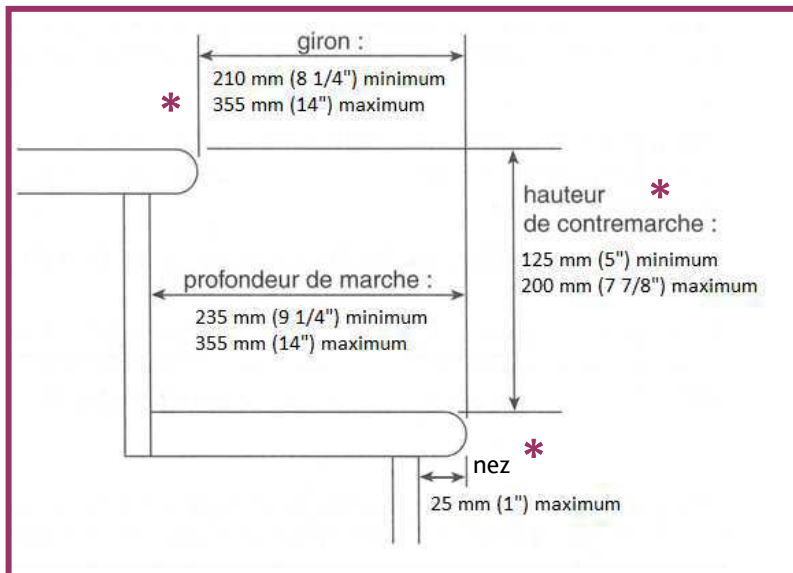 giron :
210 mm (8 1/4") minimum
* 355 mm (14") maximum
hauteur *
de contremarche :
125 mm (5") minimum
200 mm (7 7/8") maximum
profondeur de marche :
235 mm (9 1/4") minimum
355 mm (14") maximum
nez *
25 mm (1") maximum